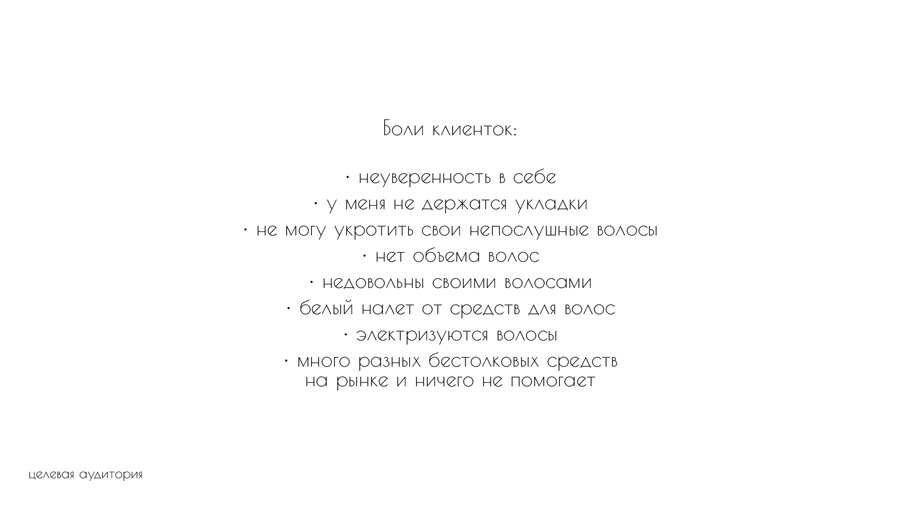 Боли клиенток:
· неуверенность в себе
· у меня не держатся укладки
· не могу укротить свои непослушные волосы
· нет объема волос
· недовольны своими волосами
· белый налет от средств для волос
· электризуются волосы
· много разных бестолковых средств
на рынке и ничего не помогает
целевая аудитория